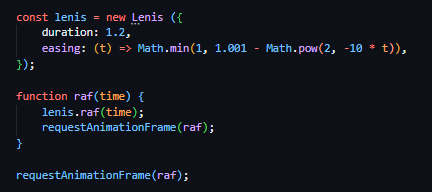 const lenis = new Lenis ({
    duration: 1.2,
    easing: (t) => Math.min(1, 1.001 - Math.pow(2, -10 * t)),
});

function raf(time) {
    lenis.raf(time);
    requestAnimationFrame(raf);
}

requestAnimationFrame(raf);